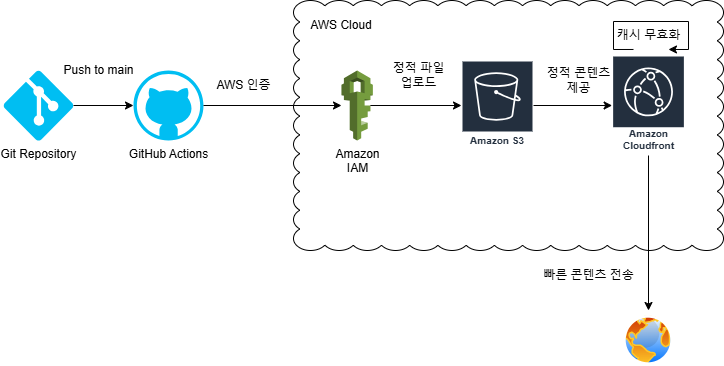 AWS Cloud
캐시 무효화
Push to main
AWS 인증
정적 파일
업로드
정적 콘텐츠
제공
Git Repository
GitHub Actions
Amazon
IAM
Amazon S3
Amazon
Cloudfront
빠른 콘텐츠 전송